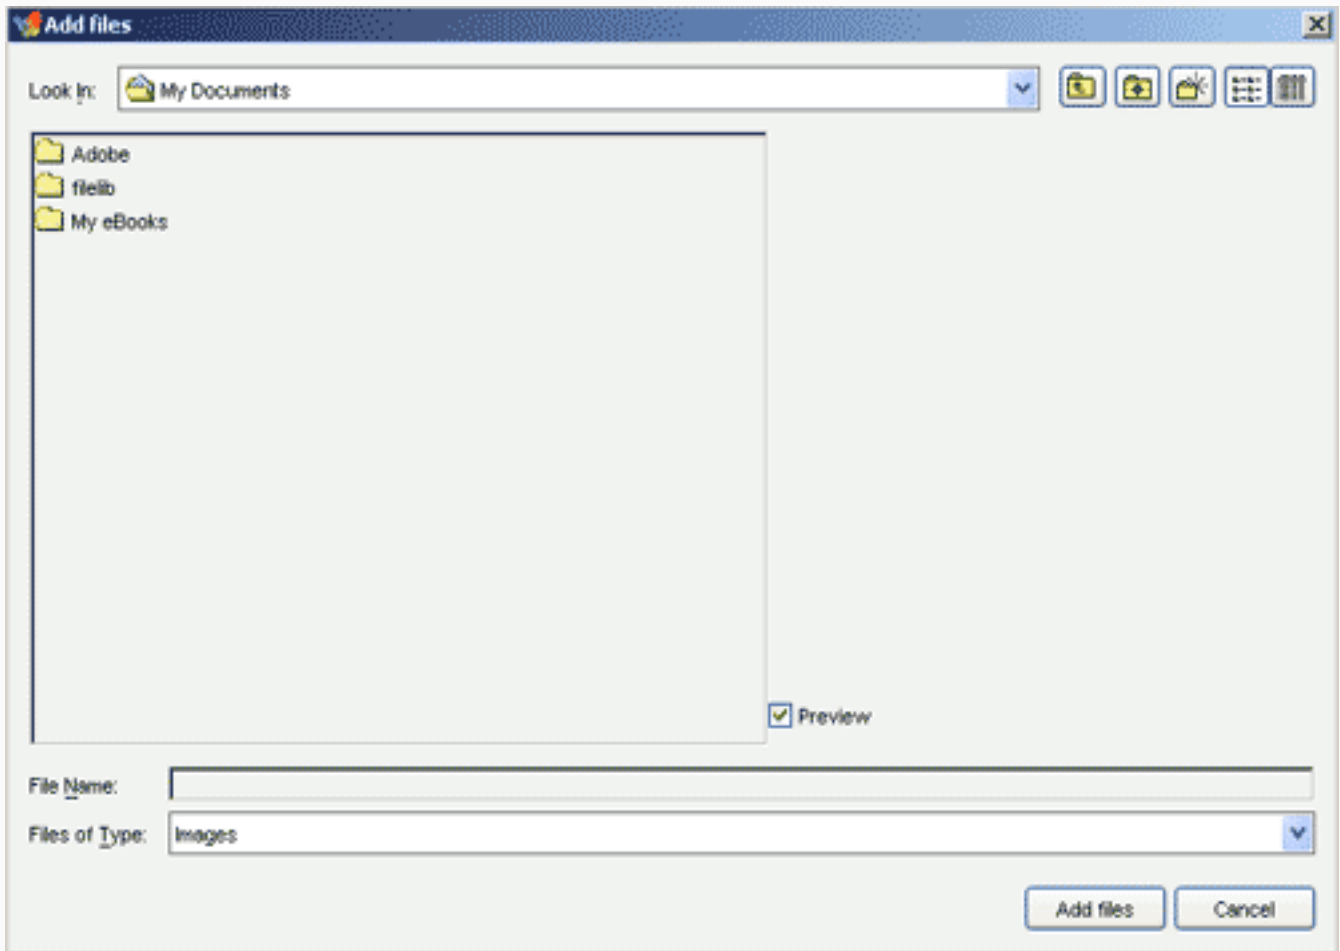 Add files
Look In: My Documents
Adobe
filelib
My eBooks
Preview
File Name:
Files of Type: Images
Add files Cancel